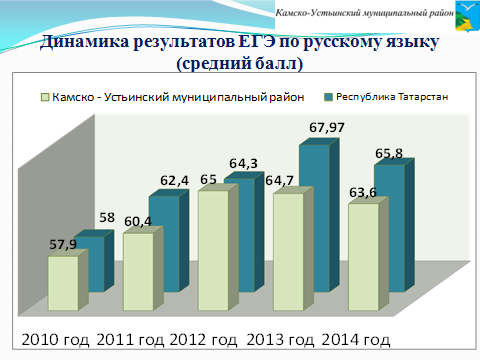 Камско-Устьинский муниципальный район
Динамика результатов ЕГЭ по русскому языку
(средний балл)
Камско - Устьинский муниципальный район
Республика Татарстан
57,9
58
60,4
62,4
65
64,3
64,7
67,97
63,6
65,8
2010 год 2011 год 2012 год 2013 год 2014 год